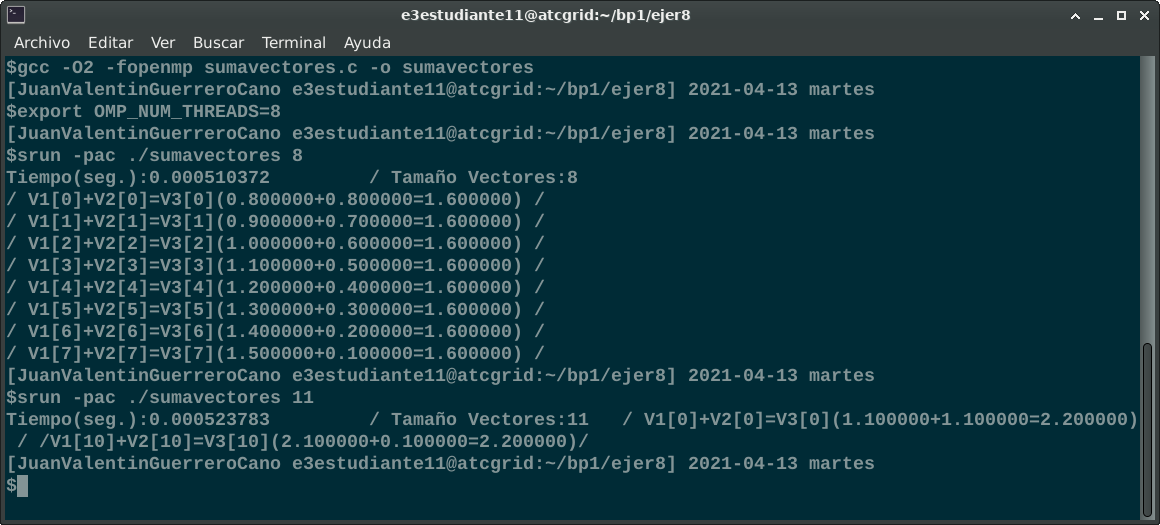 e3estudiante11@atcgrid:~/bp1/ejer8
Archivo Editar Ver Buscar Terminal Ayuda
$gcc -O2 -fopenmp sumavectores.c -o sumavectores
[JuanValentinGuerreroCano e3estudiante11@atcgrid:~/bp1/ejer8] 2021-04-13 martes
$export OMP_NUM_THREADS=8
[JuanValentinGuerreroCano e3estudiante11@atcgrid:~/bp1/ejer8] 2021-04-13 martes
$srun -pac ./sumavectores 8
Tiempo(seg.):0.000510372         / Tamaño Vectores:8
/ V1[0]+V2[0]=V3[0](0.800000+0.800000=1.600000) /
/ V1[1]+V2[1]=V3[1](0.900000+0.700000=1.600000) /
/ V1[2]+V2[2]=V3[2](1.000000+0.600000=1.600000) /
/ V1[3]+V2[3]=V3[3](1.100000+0.500000=1.600000) /
/ V1[4]+V2[4]=V3[4](1.200000+0.400000=1.600000) /
/ V1[5]+V2[5]=V3[5](1.300000+0.300000=1.600000) /
/ V1[6]+V2[6]=V3[6](1.400000+0.200000=1.600000) /
/ V1[7]+V2[7]=V3[7](1.500000+0.100000=1.600000) /
[JuanValentinGuerreroCano e3estudiante11@atcgrid:~/bp1/ejer8] 2021-04-13 martes
$srun -pac ./sumavectores 11
Tiempo(seg.):0.000523783         / Tamaño Vectores:11   / V1[0]+V2[0]=V3[0](1.100000+1.100000=2.200000)
 / /V1[10]+V2[10]=V3[10](2.100000+0.100000=2.200000)/
[JuanValentinGuerreroCano e3estudiante11@atcgrid:~/bp1/ejer8] 2021-04-13 martes
$